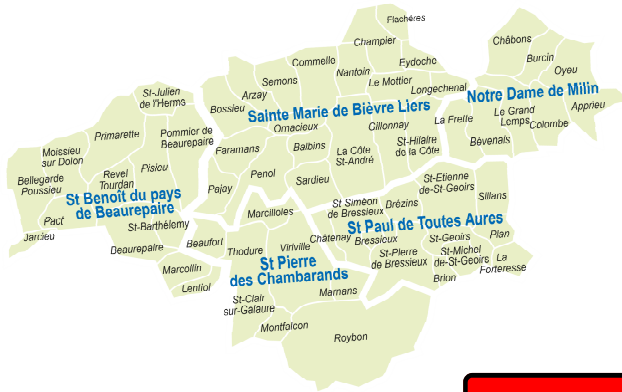 Flachères
Champier
Châbons
Commelle
Eydoche
Burcin
Nantoin
Oyeu
Semons
Le Mottier
St-Julien
de l'Herms
Arzay
Longechenal
Notre Dame de Milin
Bossieu
Sainte Marie de Bièvre Liers
Apprieu
Le Grand
Lemps
Colombe
La Frette
Ornacieux
Gillonnay
Primarette
Pommier de
Beaurepaire
St-Hilaire
de la Côte
Bévenais
Faramans
Balbins
La Côte
St-André
Moissieu
sur Dolon
Pisieu
Penol
Sardieu
Revel
Tourdan
Bellegarde
Poussieu
Pajay
St-Etienne
de-St-Geoirs
Sillans
St Benoît du pays
de Beaurepaire
St Siméon
de Bressieux
Brézins
Marcilloles
Pact
St-Barthélemy
St Paul de Toutes Aures
Jarcieu
Beaurepaire
Beaufort
Thodure
Viriville
Châtenay
Bressieux
St-Geoirs
Plan
St-Pierre
de Bressieux
St-Michel
de-St-Geoirs
La
Forteresse
Marcollin
St Pierre
des Chambarands
Brion
Lentiol
Marnans
St-Clair
sur-Galaure
Montfalcon
Roybon